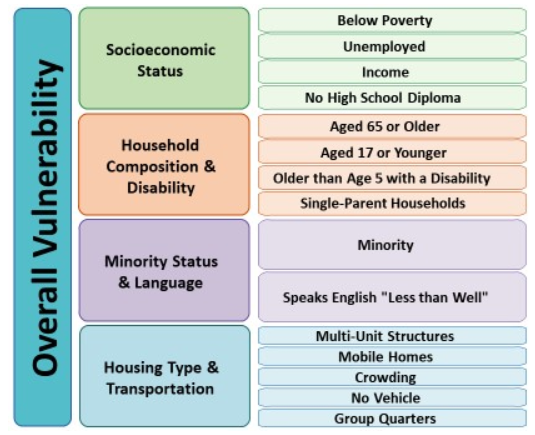 Overall Vulnerability
Socioeconomic
Status
Below Poverty
Unemployed
Income
No High School Diploma
Household
Composition &
Disability
Aged 65 or Older
Aged 17 or Younger
Older than Age 5 with a Disability
Single-Parent Households
Minority Status
& Language
Minority
Speaks English "Less than Well"
Housing Type &
Transportation
Multi-Unit Structures
Mobile Homes
Crowding
No Vehicle
Group Quarters